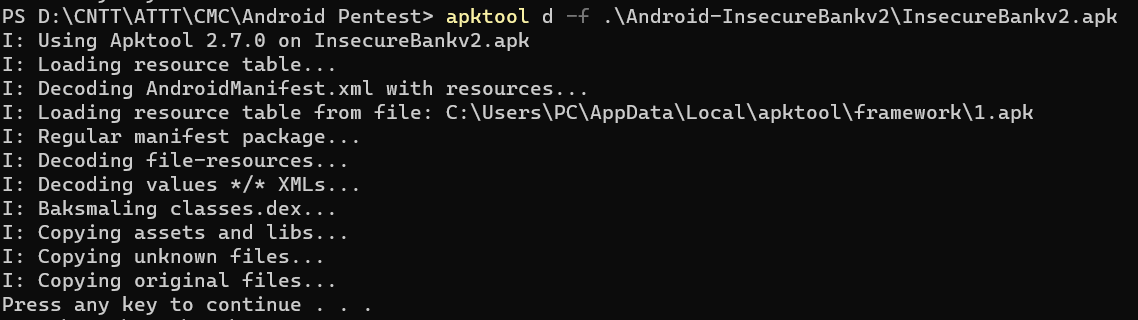 PS D:\CNTT\ATTT\CMC\Android Pentest> apktool d -f .\Android-InsecureBankv2\InsecureBankv2.apk
I: Using Apktool 2.7.0 on InsecureBankv2.apk
I: Loading resource table...
I: Decoding AndroidManifest.xml with resources...
I: Loading resource table from file: C:\Users\PC\AppData\Local\apktool\framework\1.apk
I: Regular manifest package...
I: Decoding file-resources...
I: Decoding values */* XMLs...
I: Baksmaling classes.dex...
I: Copying assets and libs...
I: Copying unknown files...
I: Copying original files...
Press any key to continue . . .